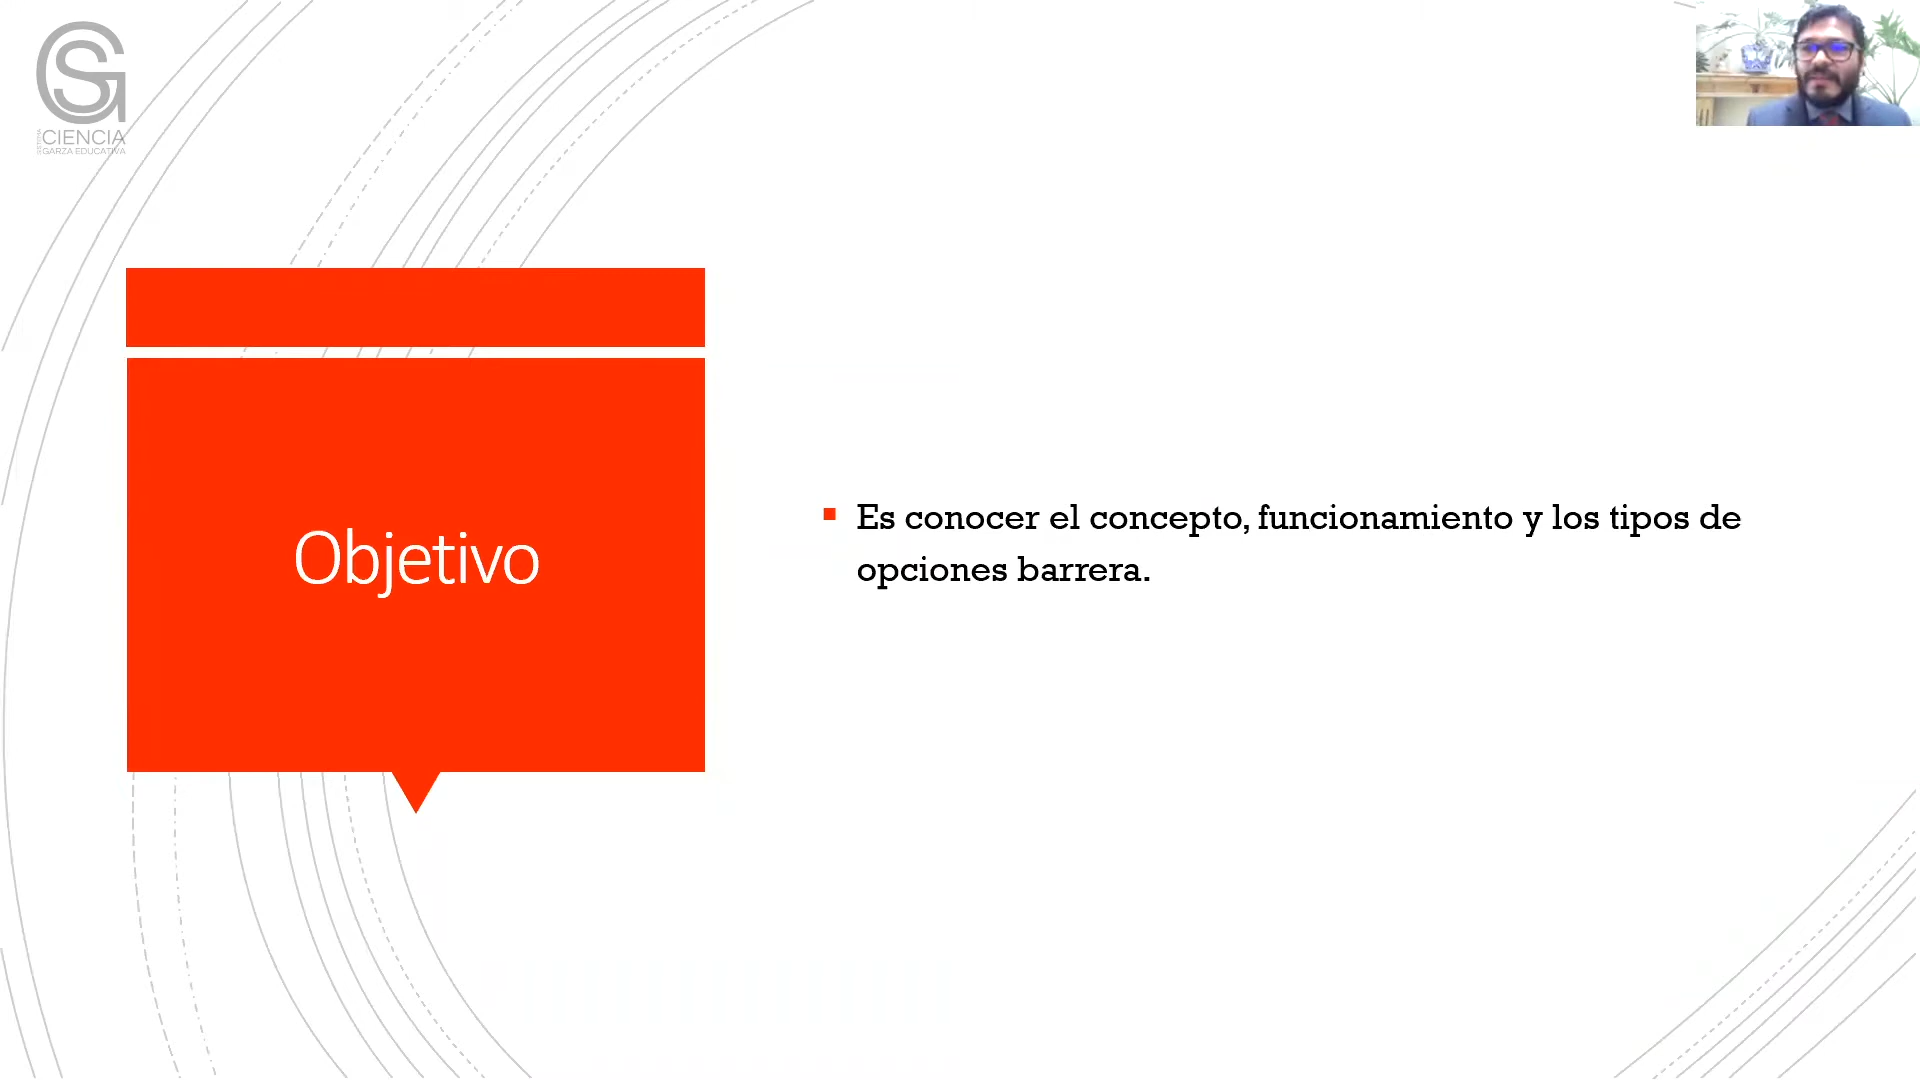 CIENCIA
GARZA EDUCATIVA
Objetivo
Es conocer el concepto, funcionamiento y los tipos de
opciones barrera.